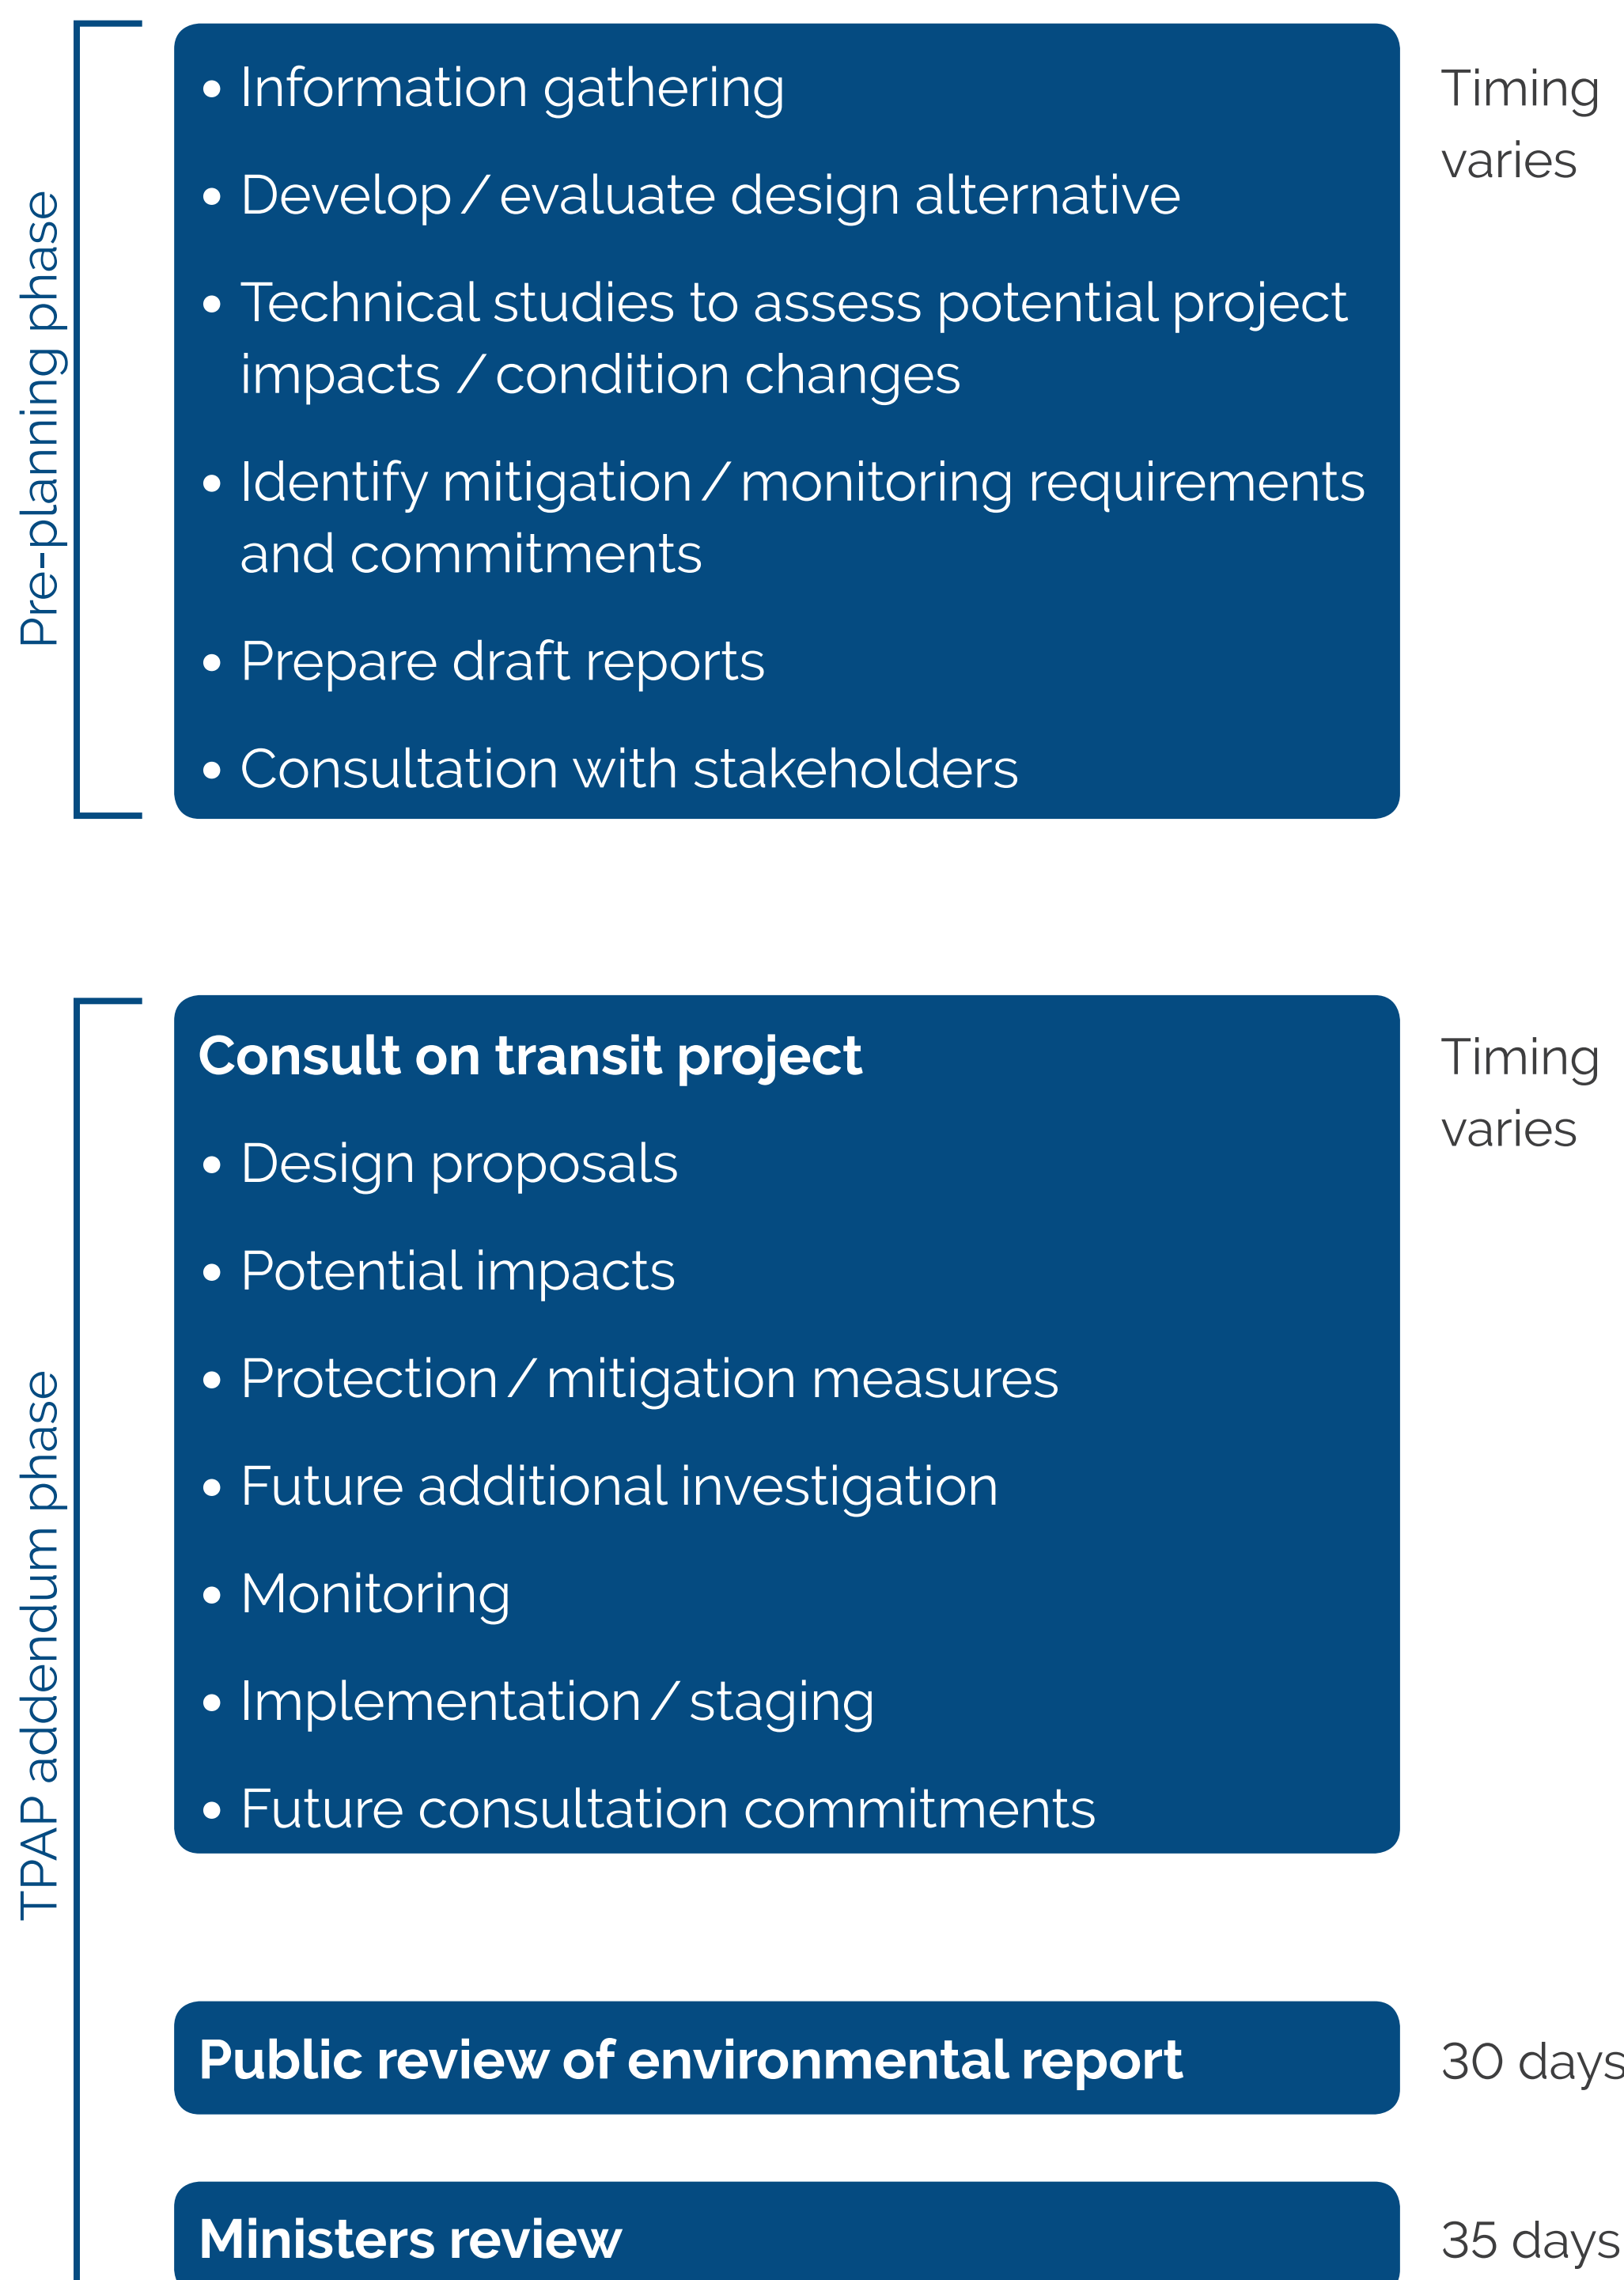 Pre-planning phase
• Information gathering
• Develop / evaluate design alternative
• Technical studies to assess potential project
impacts / condition changes
• Identify mitigation / monitoring requirements
and commitments
• Prepare draft reports
• Consultation with stakeholders
Timing
varies
TPAP addendum phase
Consult on transit project
• Design proposals
• Potential impacts
• Protection / mitigation measures
• Future additional investigation
• Monitoring
• Implementation / staging
• Future consultation commitments
Timing
varies
Public review of environmental report
30 days
Ministers review
35 days